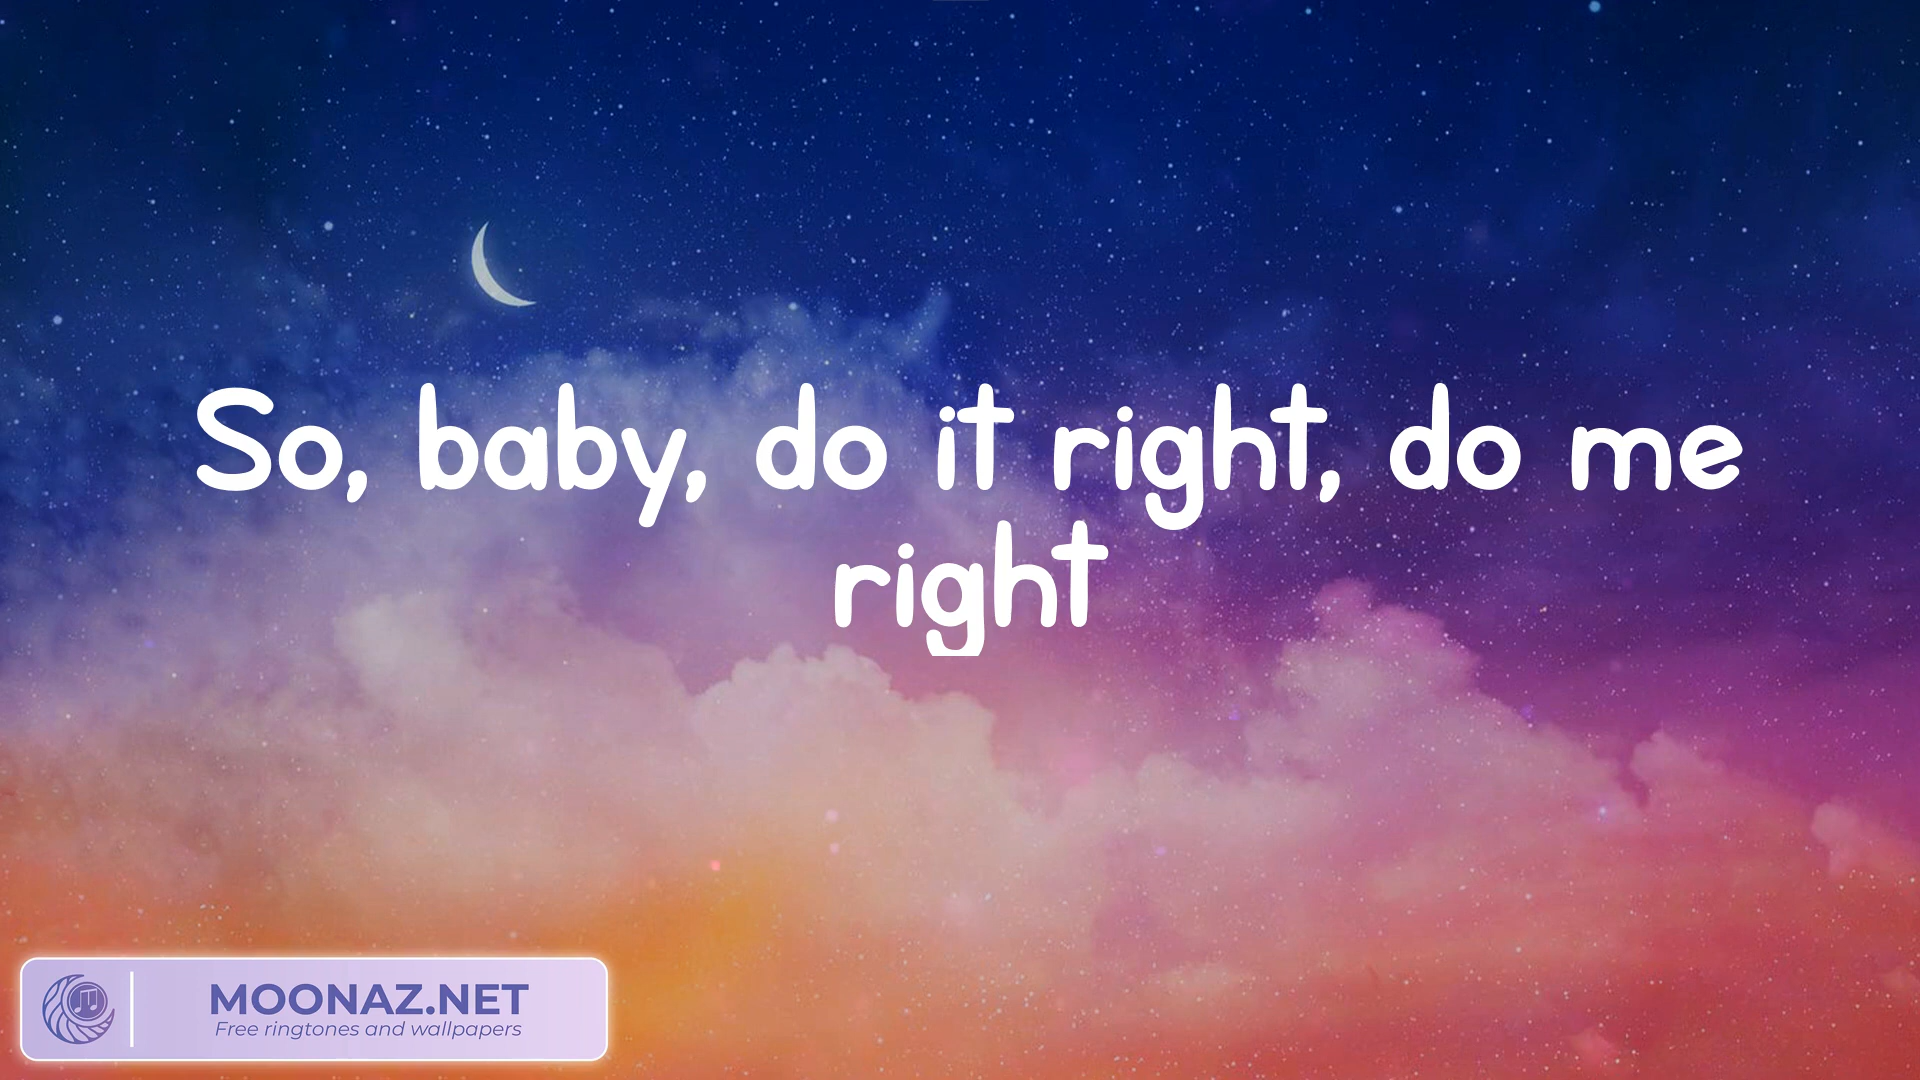 So, baby, do it right, do me
right
MOONAZ.NET
Free ringtones and wallpapers